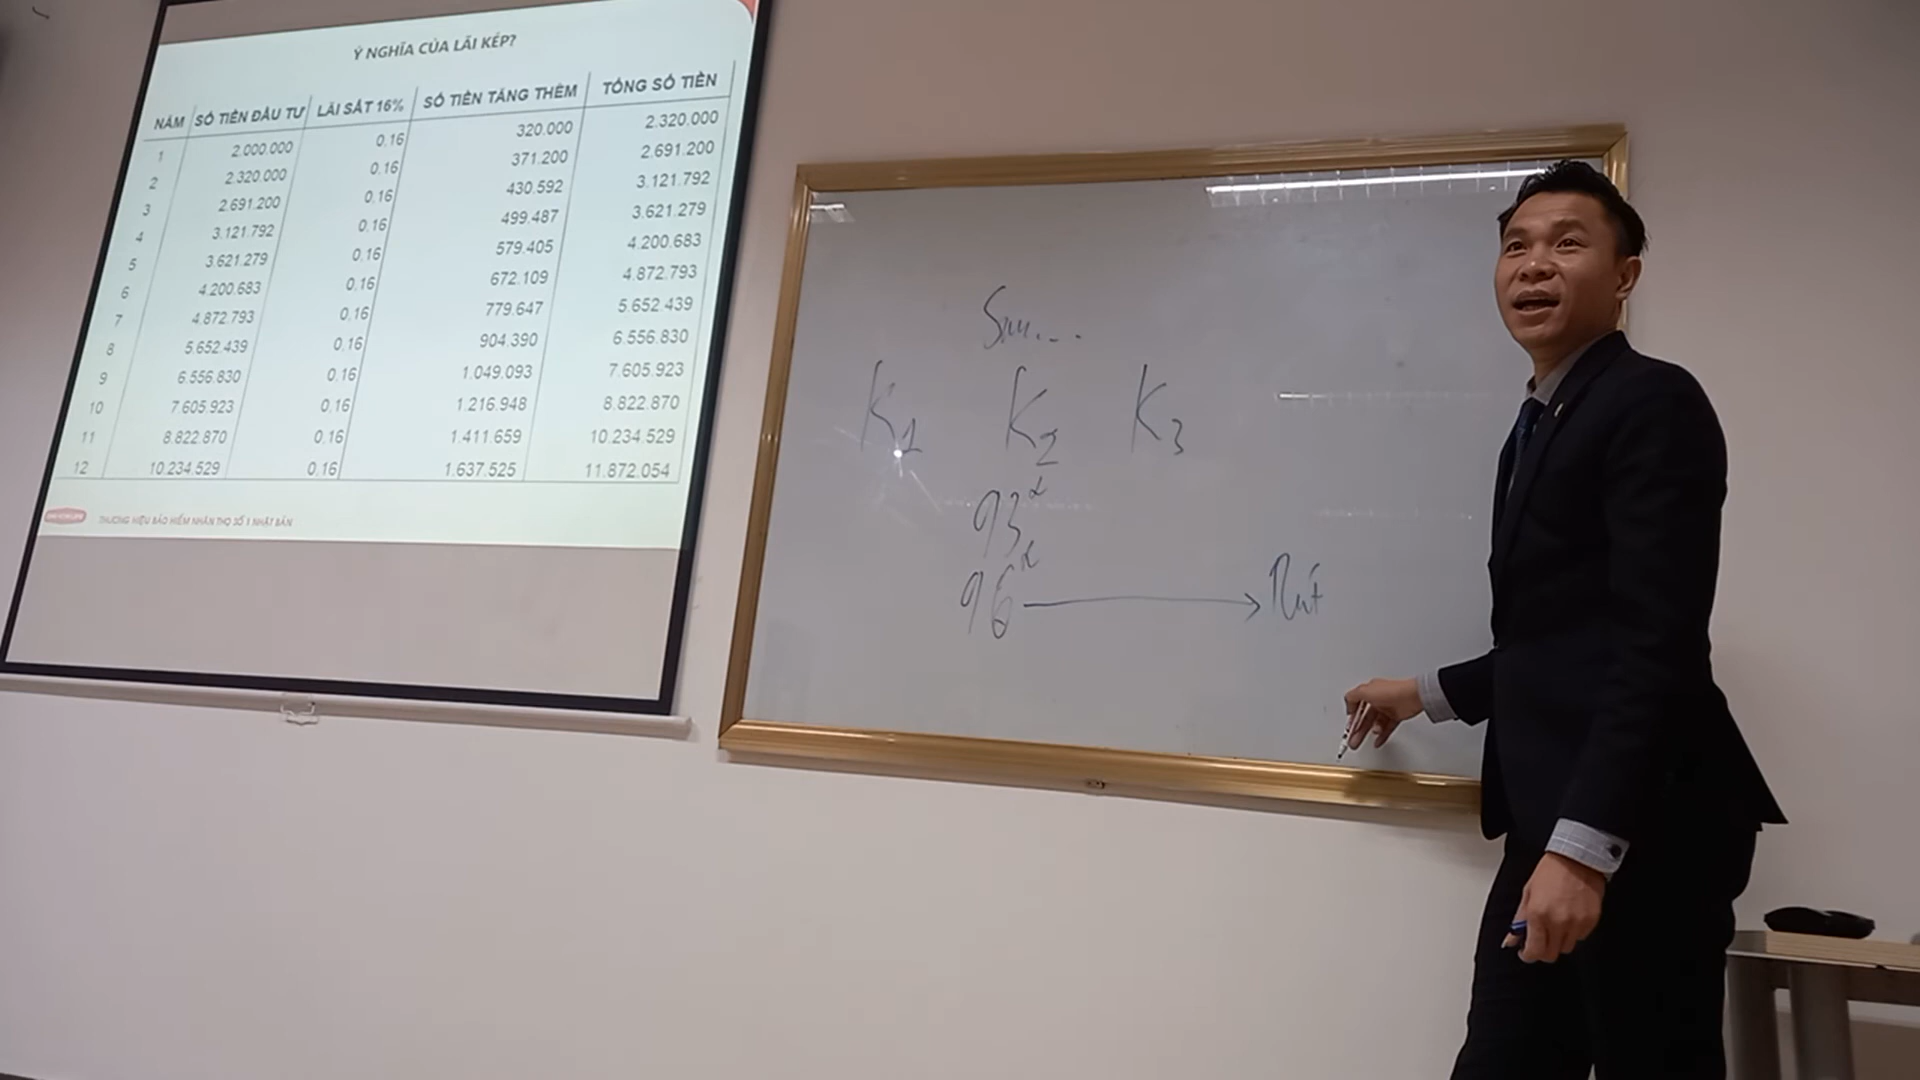 Ý NGHĨA CỦA LÃI KÉP?
NĂM SỐ TIỀN ĐẦU TƯ LÃI SẤT 16% SỐ TIỀN TĂNG THÊM TỔNG SỐ TIỀN
1 2.000.000 0,16 320.000 2.320.000
2 2.320.000 0,16 371.200 2.691.200
3 2.691.200 0,16 430.592 3.121.792
4 3.121.792 0,16 499.487 3.621.279
5 3.621.279 0,16 579.405 4.200.683
6 4.200.683 0,16 672.109 4.872.793
7 4.872.793 0,16 779.647 5.652.439
8 5.652.439 0,16 904.390 6.556.830
9 6.556.830 0,16 1.049.093 7.605.923
10 7.605.923 0,16 1.216.948 8.822.870
11 8.822.870 0,16 1.411.659 10.234.529
12 10.234.529 0,16 1.637.525 11.872.054
THƯƠNG HIỆU BẢO HIỂM NHÂN THỌ SỐ 1 NHẬT BẢN
K1 K2 K3
93
96 → Rút